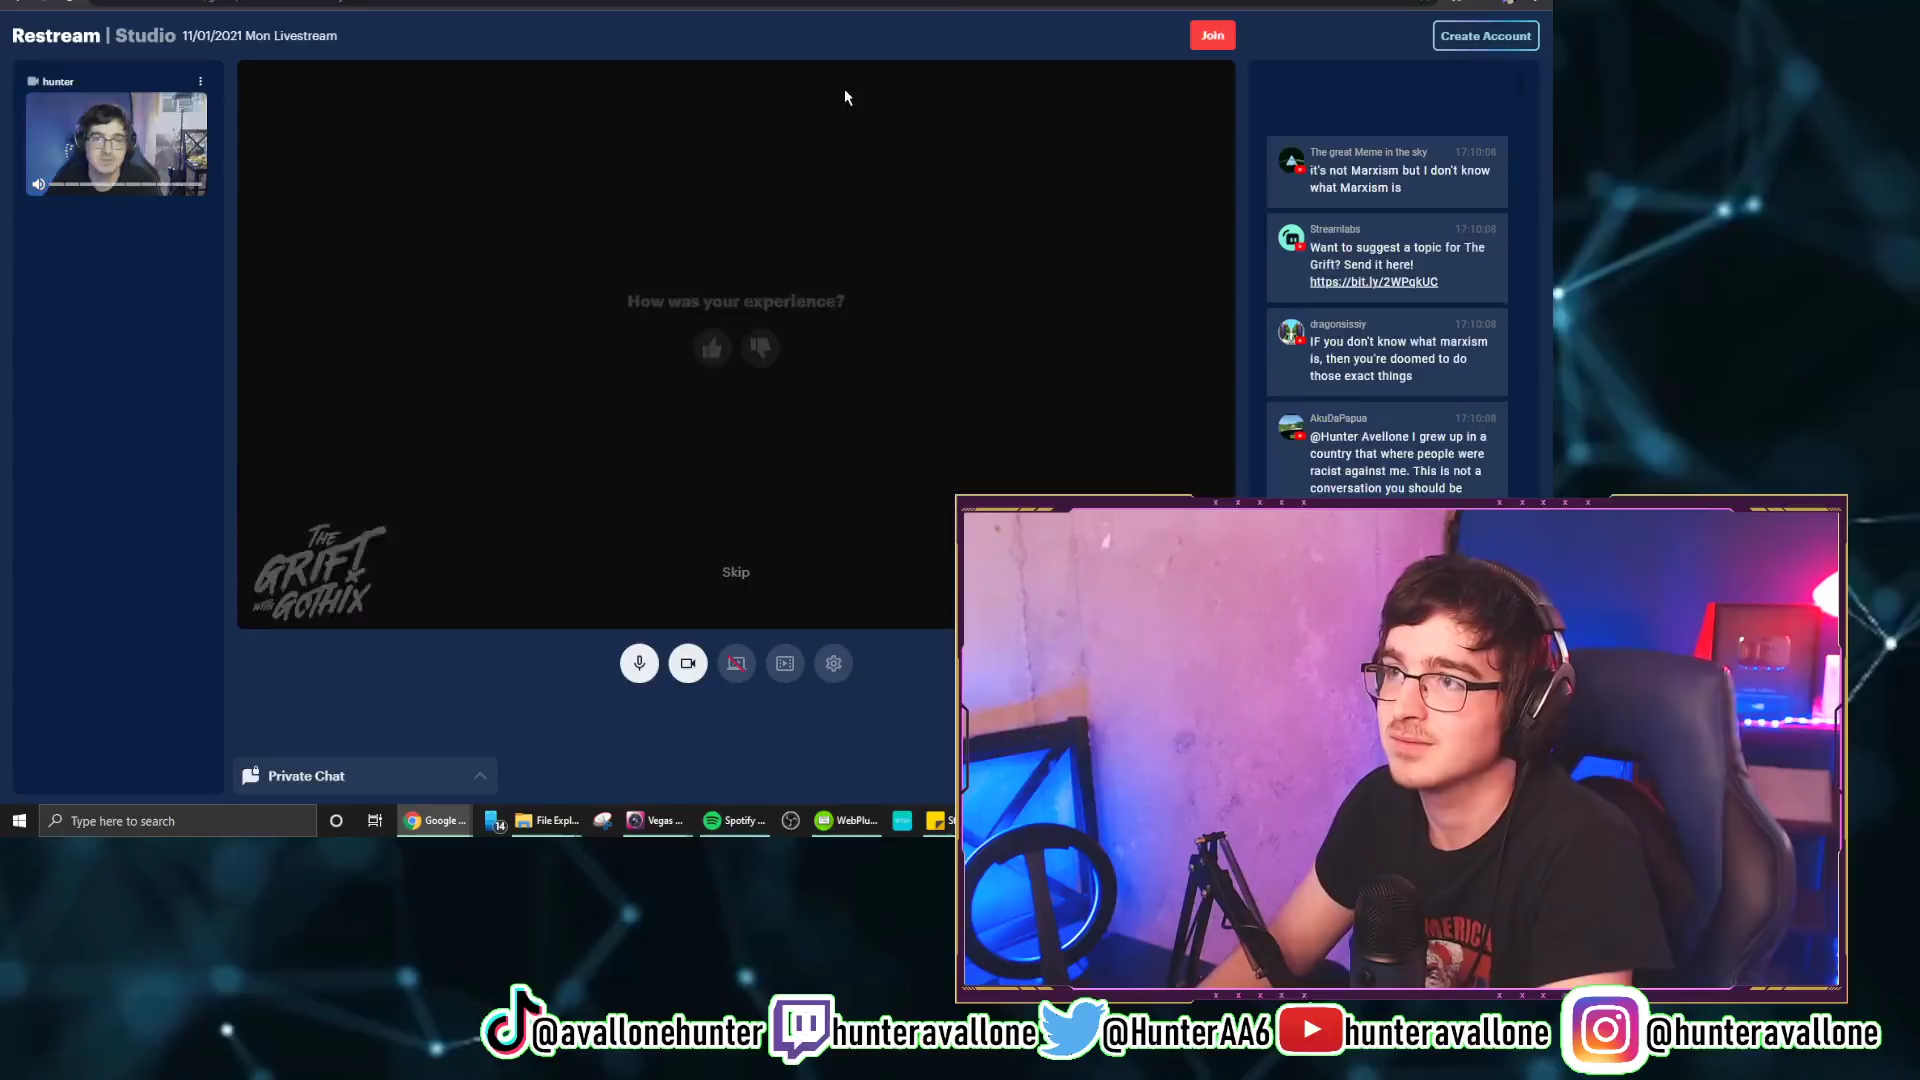 Restream | Studio 11/01/2021 Mon Livestream
Join
Create Account
hunter
How was your experience?
Skip
THE
GRIFT
WITH GOTHIX
The great Meme in the sky 17:10:08
it's not Marxism but I don't know
what Marxism is
Streamlabs 17:10:08
Want to suggest a topic for The
Grift? Send it here!
https://bit.ly/2WPqkUC
dragonsissiy 17:10:08
IF you don't know what marxism
is, then you're doomed to do
those exact things
AkuDaPapua 17:10:08
@Hunter Avellone I grew up in a
country that where people were
racist against me. This is not a
conversation you should be
Private Chat
Type here to search
Google ...
14
File Expl...
Vegas ...
Spotify ...
WebPlu...
@avallonehunter
hunteravallone
@HunterAA6
hunteravallone
@hunteravallone